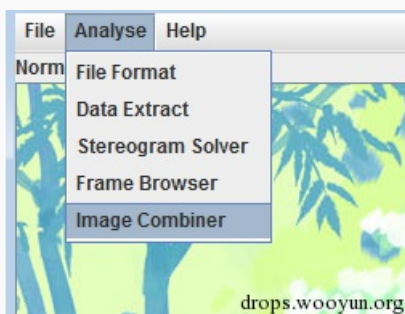 File Analyse Help
Norm
File Format
Data Extract
Stereogram Solver
Frame Browser
Image Combiner
drops.wooyun.org